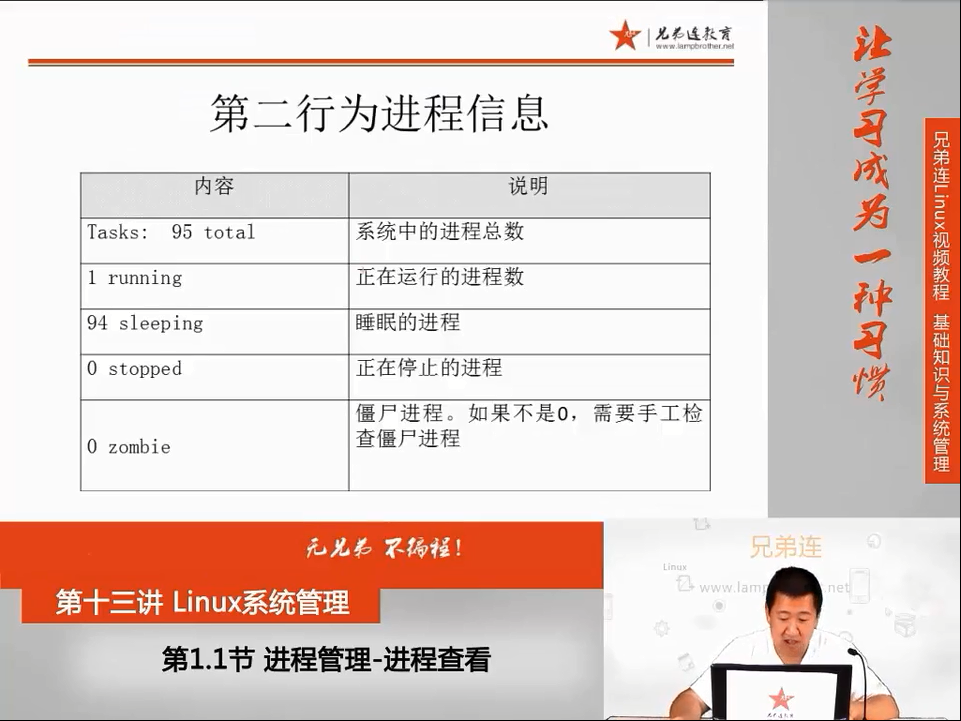 兄弟连教育
www.lampbrother.net
第二行为进程信息
内容 说明
Tasks: 95 total 系统中的进程总数
1 running 正在运行的进程数
94 sleeping 睡眠的进程
0 stopped 正在停止的进程
0 zombie 僵尸进程。如果不是0，需要手工检
查僵尸进程
让学习成为一种习惯
兄弟连Linux视频教程 基础知识与系统管理
无兄弟 不编程！
第十三讲 Linux系统管理
第1.1节 进程管理-进程查看
兄弟连
Linux